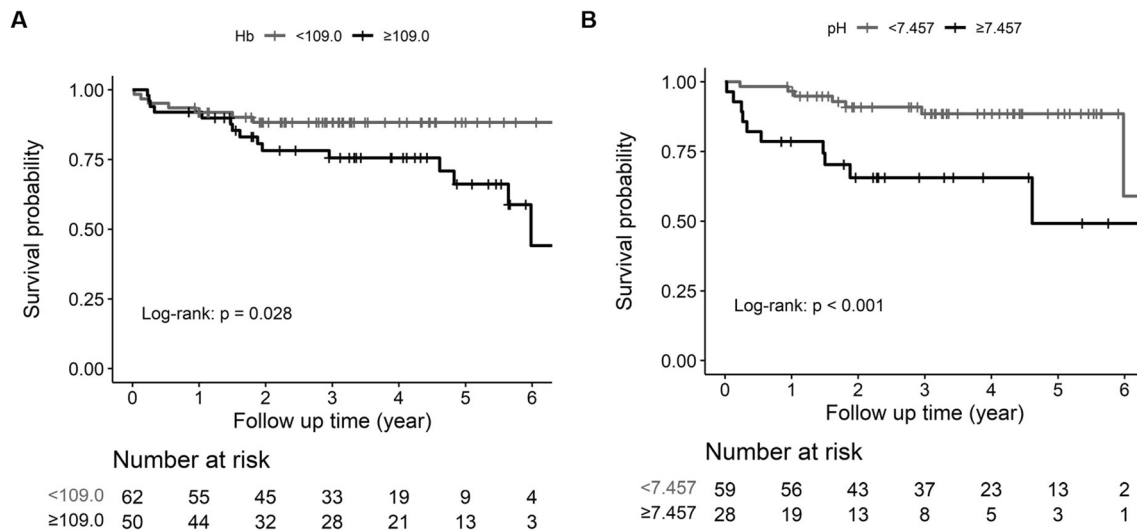 A
Hb <109.0 ≥109.0
Survival probability
1.00
0.75
0.50
0.25
0.00
Log-rank: p = 0.028
0 1 2 3 4 5 6
Follow up time (year)
Number at risk
<109.0 62 55 45 33 19 9 4
≥109.0 50 44 32 28 21 13 3
B
pH <7.457 ≥7.457
Survival probability
1.00
0.75
0.50
0.25
0.00
Log-rank: p < 0.001
0 1 2 3 4 5 6
Follow up time (year)
Number at risk
<7.457 59 56 43 37 23 13 2
≥7.457 28 19 13 8 5 3 1